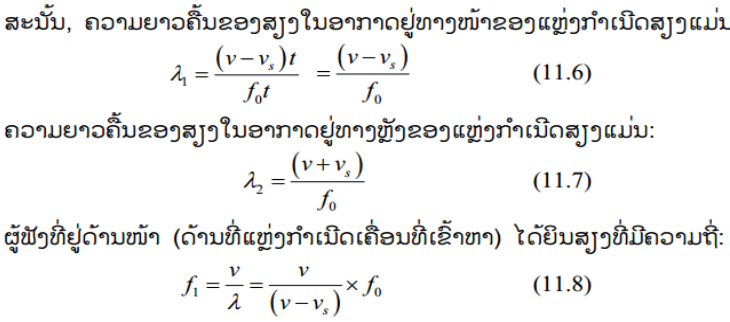 ສະນັ້ນ, ຄວາມຍາວຄື້ນຂອງສຽງໃນອາກາດຢູ່ທາງໜ້າຂອງແຫຼ່ງກຳເນີດສຽງແມ່ນ
λ₁ = (v − vₛ)t / f₀t = (v − vₛ) / f₀ (11.6)
ຄວາມຍາວຄື້ນຂອງສຽງໃນອາກາດຢູ່ທາງຫຼັງຂອງແຫຼ່ງກຳເນີດສຽງແມ່ນ:
λ₂ = (v + vₛ) / f₀ (11.7)
ຜູ້ຟັງທີ່ຢູ່ດ້ານໜ້າ (ດ້ານທີ່ແຫຼ່ງກຳເນີດເຄື່ອນທີ່ເຂົ້າຫາ) ໄດ້ຍິນສຽງທີ່ມີຄວາມຖີ່:
f₁ = v / λ = v / (v − vₛ) × f₀ (11.8)